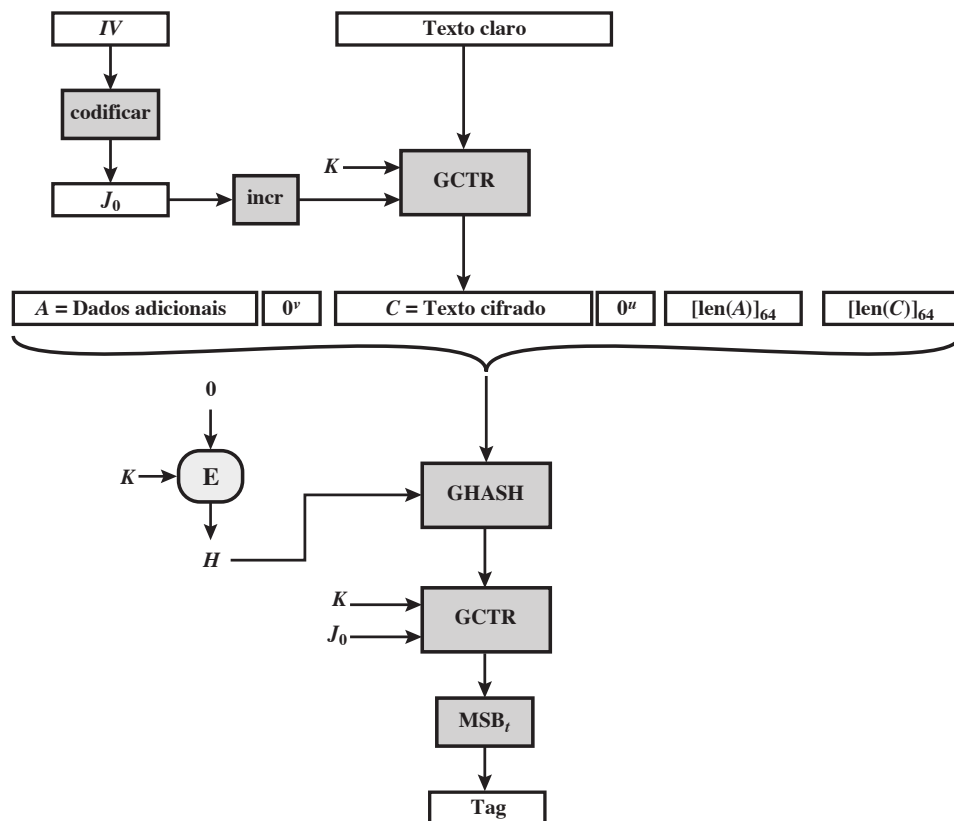 IV
Texto claro
codificar
K
GCTR
J₀
incr
A = Dados adicionais
0ᵛ
C = Texto cifrado
0ᵘ
[len(A)]₆₄
[len(C)]₆₄
0
K
E
GHASH
H
K
GCTR
J₀
MSBₜ
Tag